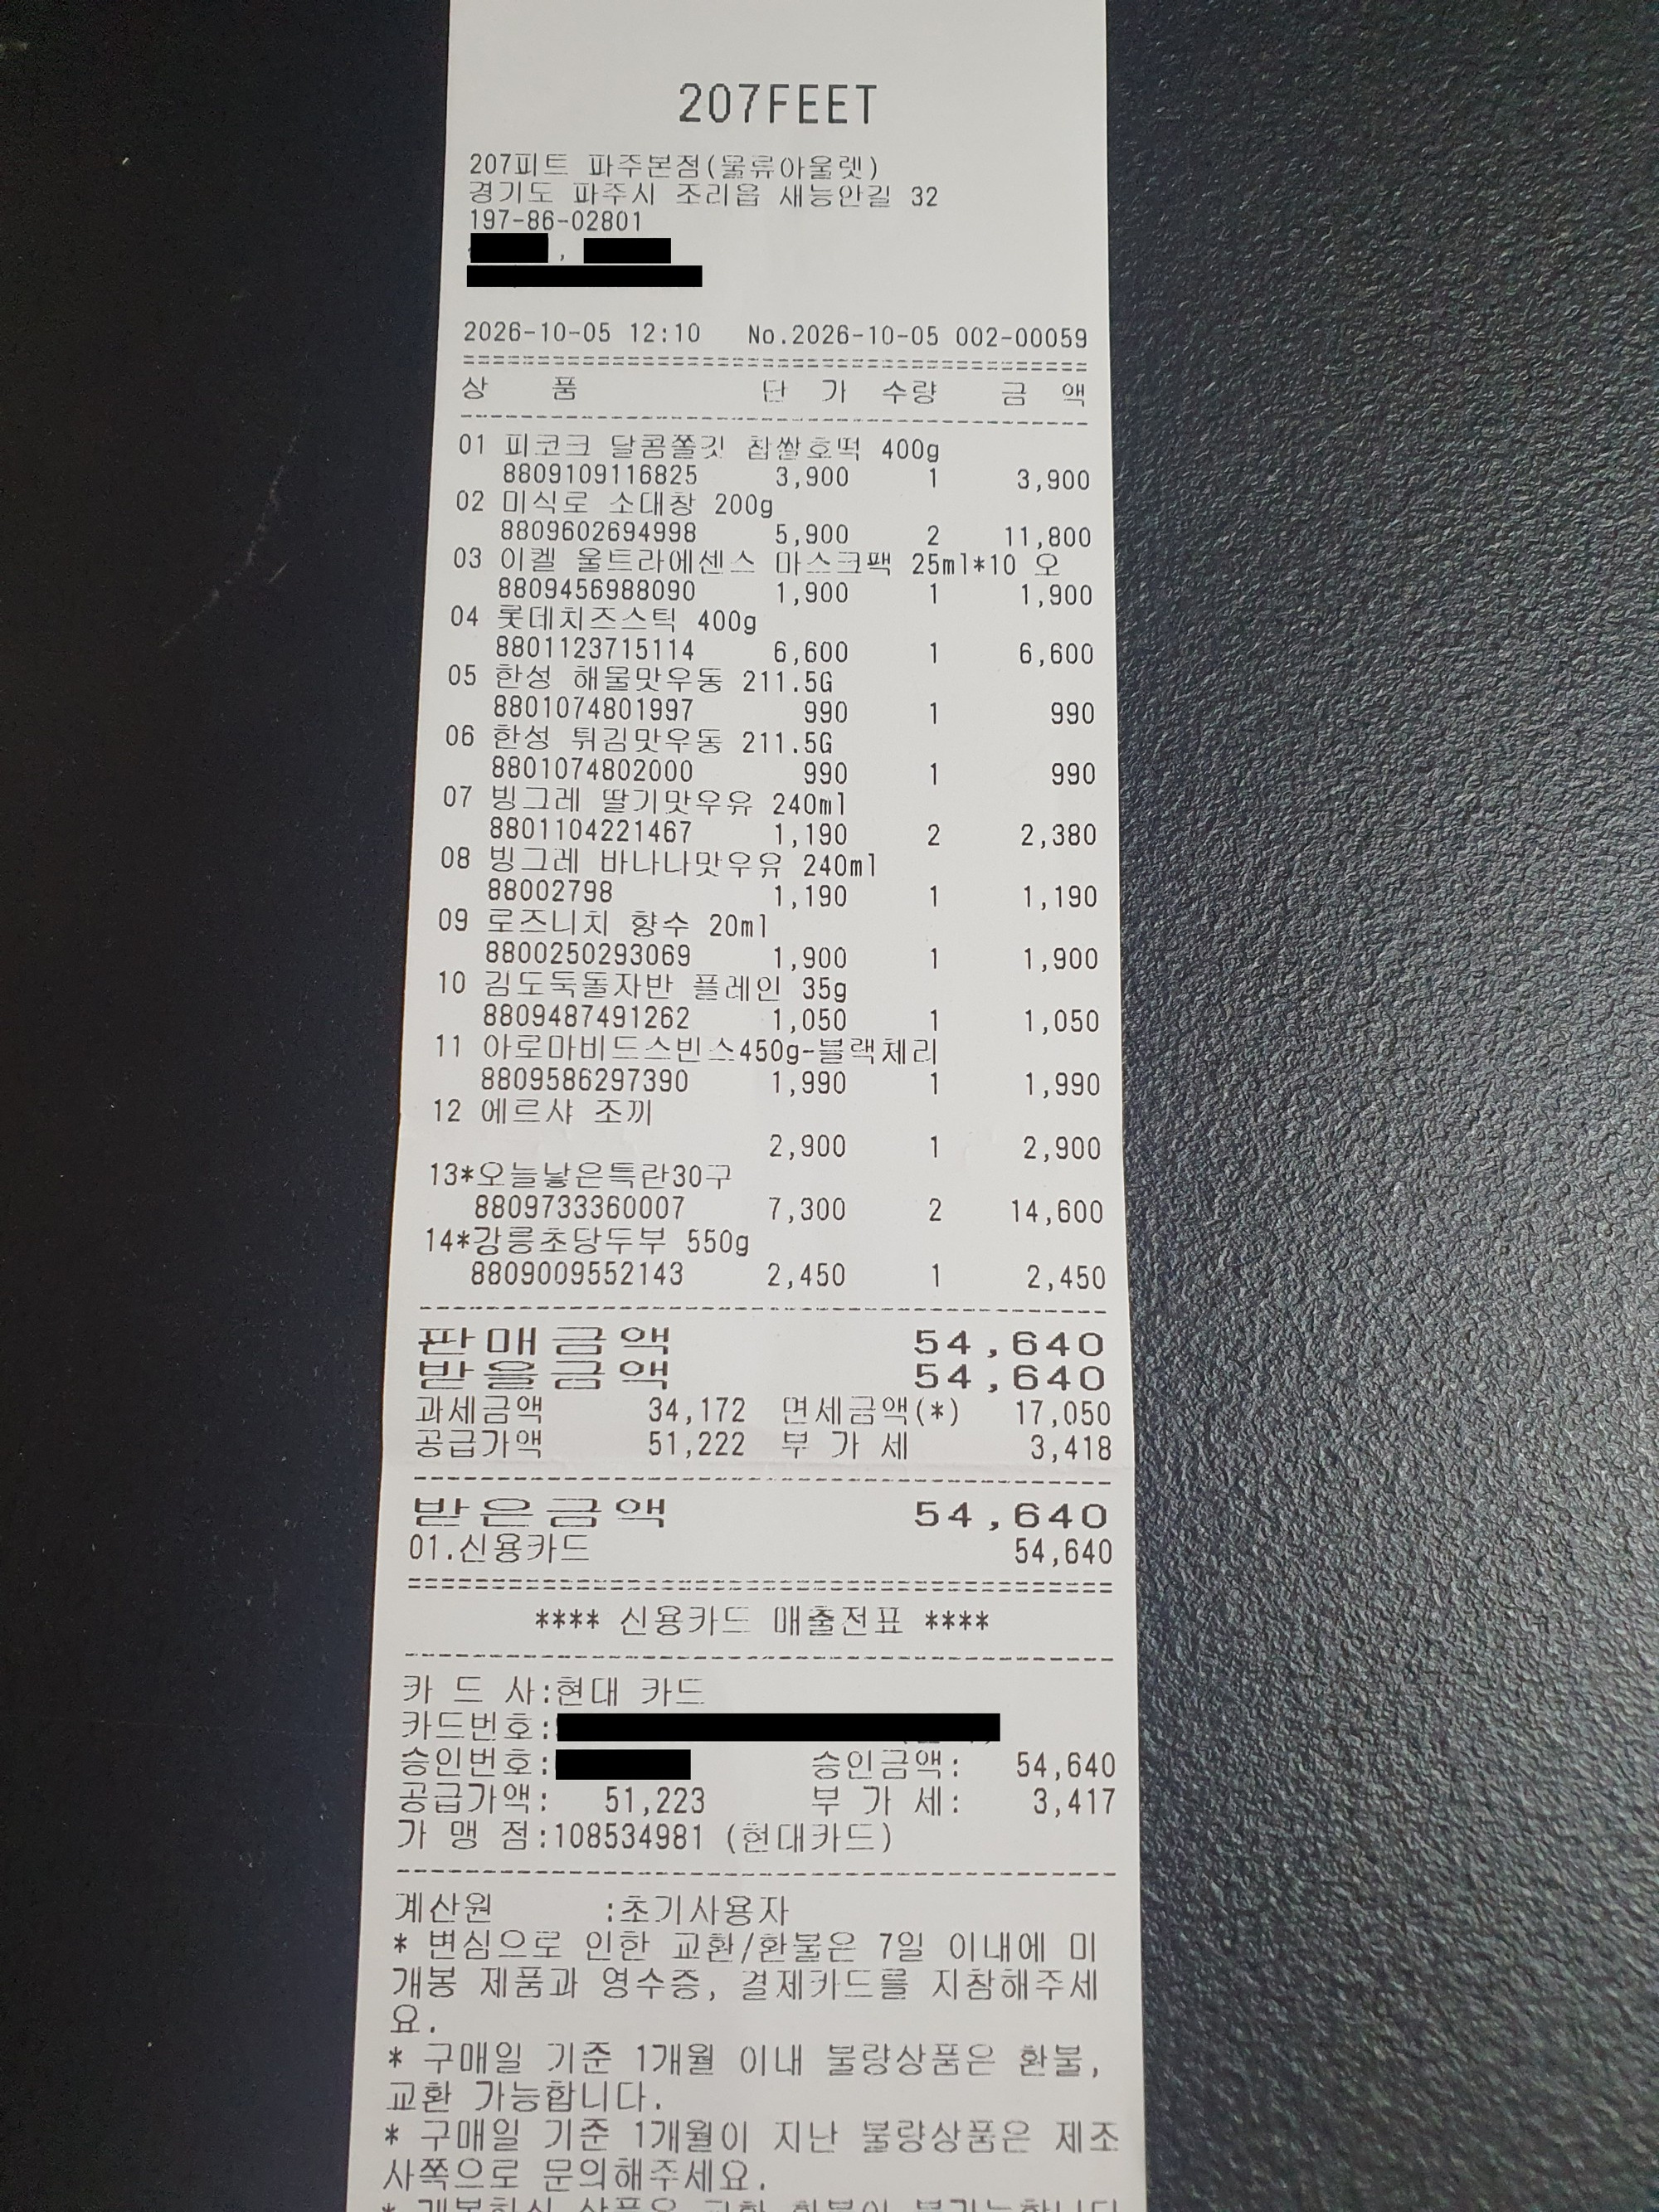 207FEET
207피트 파주본점(물류아울렛)
경기도 파주시 조리읍 새능안길 32
197-86-02801
,
2026-10-05 12:10 No.2026-10-05 002-00059
==================================================
상 품 단 가 수량 금 액
--------------------------------------------------
01 피코크 달콤쫄깃 찹쌀호떡 400g
8809109116825 3,900 1 3,900
02 미식로 소대창 200g
8809602694998 5,900 2 11,800
03 이켈 울트라에센스 마스크팩 25ml*10 오
8809456988090 1,900 1 1,900
04 롯데치즈스틱 400g
8801123715114 6,600 1 6,600
05 한성 해물맛우동 211.5G
8801074801997 990 1 990
06 한성 튀김맛우동 211.5G
8801074802000 990 1 990
07 빙그레 딸기맛우유 240ml
8801104221467 1,190 2 2,380
08 빙그레 바나나맛우유 240ml
88002798 1,190 1 1,190
09 로즈니치 향수 20ml
8800250293069 1,900 1 1,900
10 김도둑돌자반 플레인 35g
8809487491262 1,050 1 1,050
11 아로마비드스빈스450g-블랙체리
8809586297390 1,990 1 1,990
12 에르샤 조끼
2,900 1 2,900
13*오늘낳은특란30구
8809733360007 7,300 2 14,600
14*강릉초당두부 550g
8809009552143 2,450 1 2,450
--------------------------------------------------
판매금액 54,640
받을금액 54,640
과세금액 34,172 면세금액(*) 17,050
공급가액 51,222 부 가 세 3,418
--------------------------------------------------
받은금액 54,640
01.신용카드 54,640
==================================================
**** 신용카드 매출전표 ****
--------------------------------------------------
카 드 사:현대 카드
카드번호:
승인번호: 승인금액: 54,640
공급가액: 51,223 부 가 세: 3,417
가 맹 점:108534981 (현대카드)
--------------------------------------------------
계산원 :초기사용자
* 변심으로 인한 교환/환불은 7일 이내에 미
개봉 제품과 영수증, 결제카드를 지참해주세
요.
* 구매일 기준 1개월 이내 불량상품은 환불,
교환 가능합니다.
* 구매일 기준 1개월이 지난 불량상품은 제조
사쪽으로 문의해주세요.
* 개봉하신 상품은 교환 환불이 불가능합니다